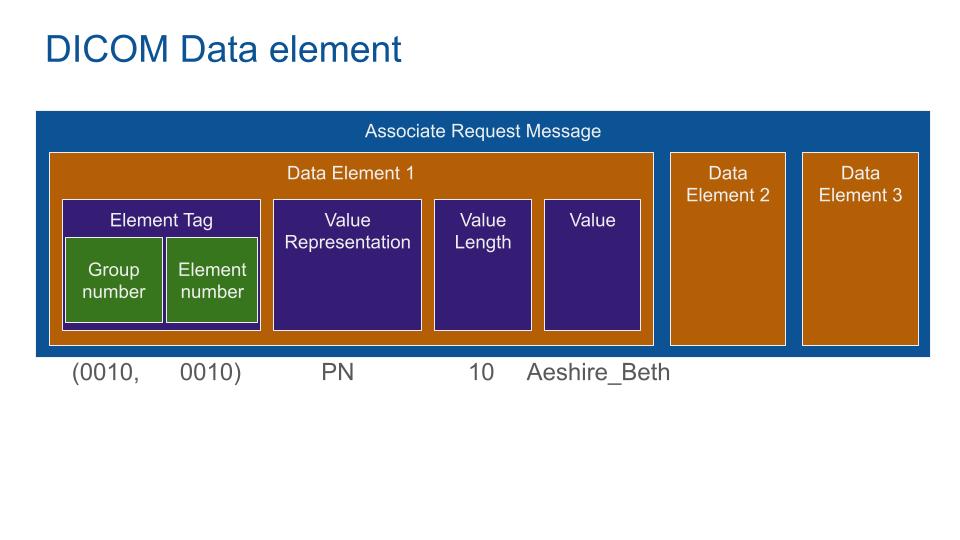 DICOM Data element
Associate Request Message
Data Element 1
Element Tag
Group
number
Element
number
Value
Representation
Value
Length
Value
Data
Element 2
Data
Element 3
(0010, 0010) PN 10 Aeshire_Beth